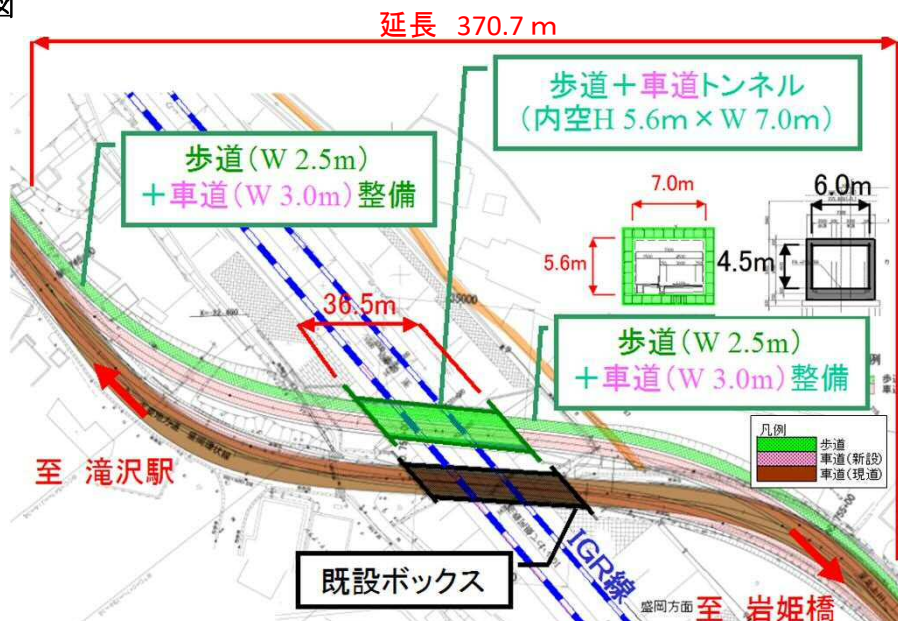 図
延長 370.7 m
歩道+車道トンネル
(内空H 5.6m×W 7.0m)
歩道(W 2.5m)
+車道(W 3.0m)整備
7.0m
6.0m
5.6m
4.5m
36.5m
歩道(W 2.5m)
+車道(W 3.0m)整備
凡例
歩道
車道(新設)
車道(現道)
至 滝沢駅
既設ボックス
IGR線
盛岡方面
至 岩姫橋